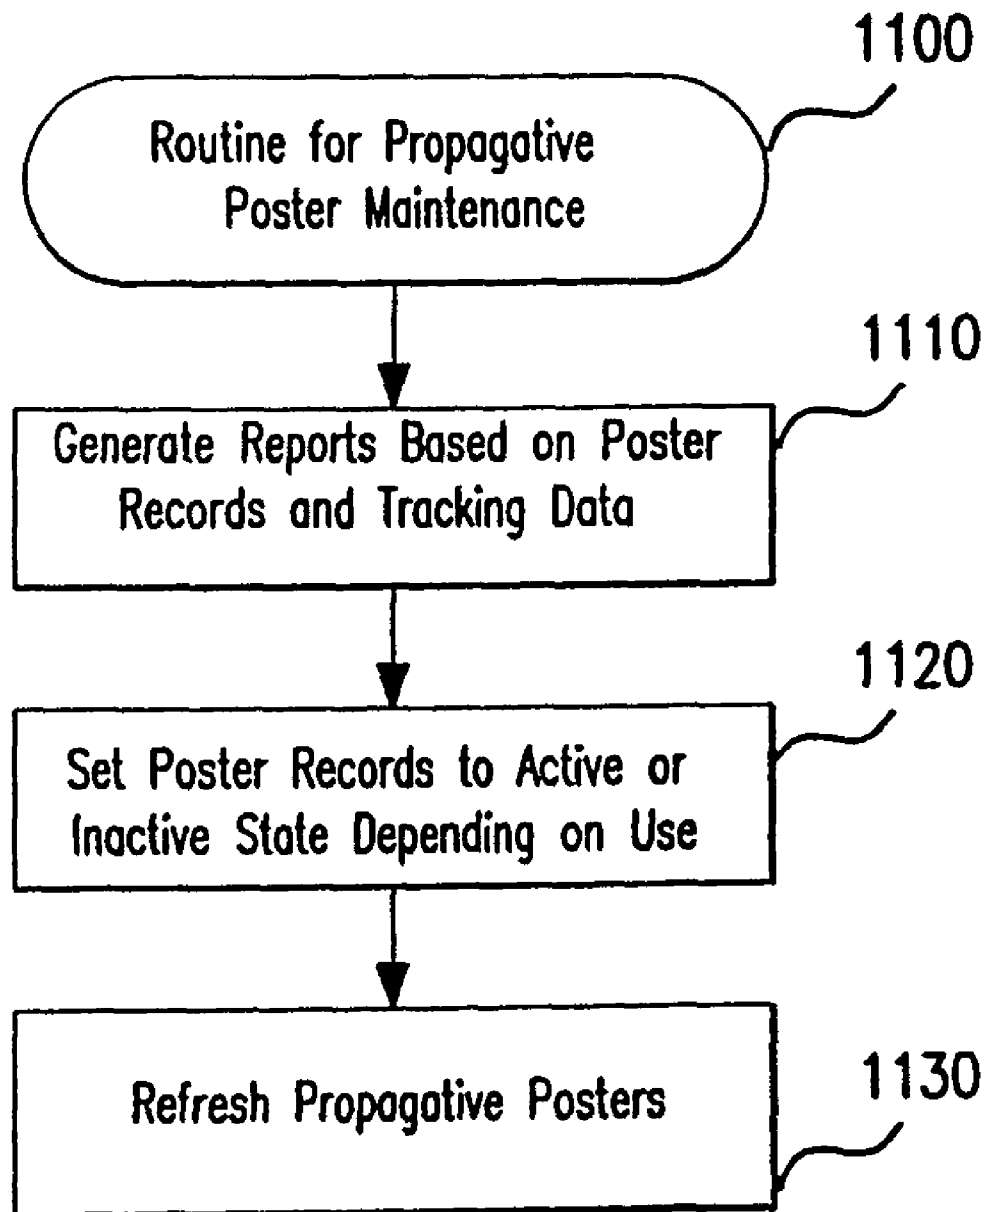 1100
Routine for Propagative
Poster Maintenance
1110
Generate Reports Based on Poster
Records and Tracking Data
1120
Set Poster Records to Active or
Inactive State Depending on Use
1130
Refresh Propagative Posters